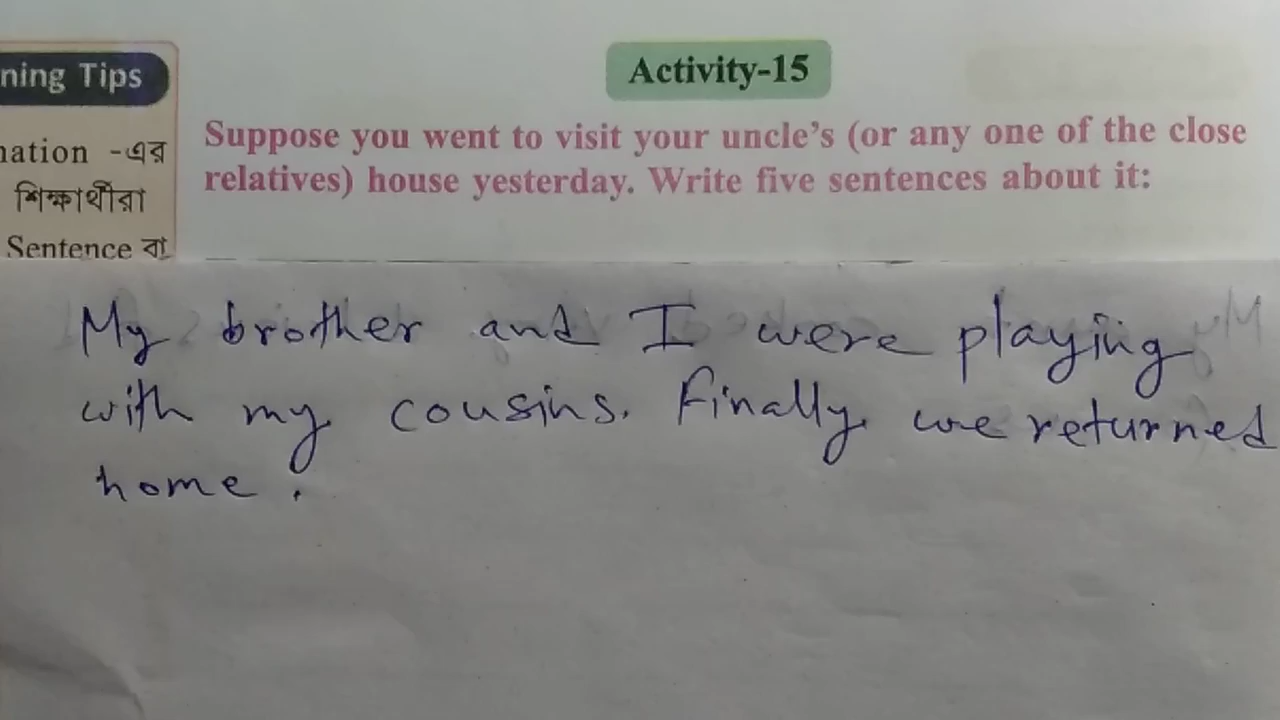 ning Tips
nation -এর
শিক্ষার্থীরা
Sentence বা
Activity-15
Suppose you went to visit your uncle's (or any one of the close
relatives) house yesterday. Write five sentences about it:
My brother and I were playing
with my cousins. Finally we returned
home.